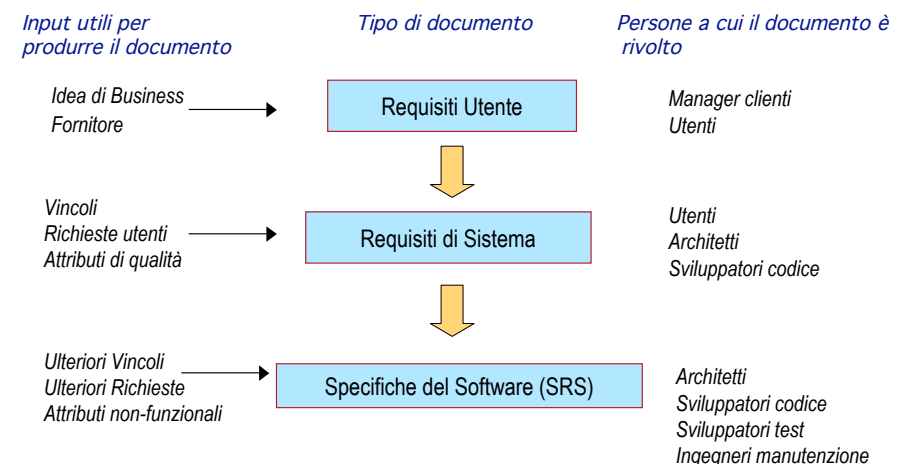 Input utili per
produrre il documento
Tipo di documento
Persone a cui il documento è
rivolto
Idea di Business
Fornitore
Requisiti Utente
Manager clienti
Utenti
Vincoli
Richieste utenti
Attributi di qualità
Requisiti di Sistema
Utenti
Architetti
Sviluppatori codice
Ulteriori Vincoli
Ulteriori Richieste
Attributi non-funzionali
Specifiche del Software (SRS)
Architetti
Sviluppatori codice
Sviluppatori test
Ingegneri manutenzione